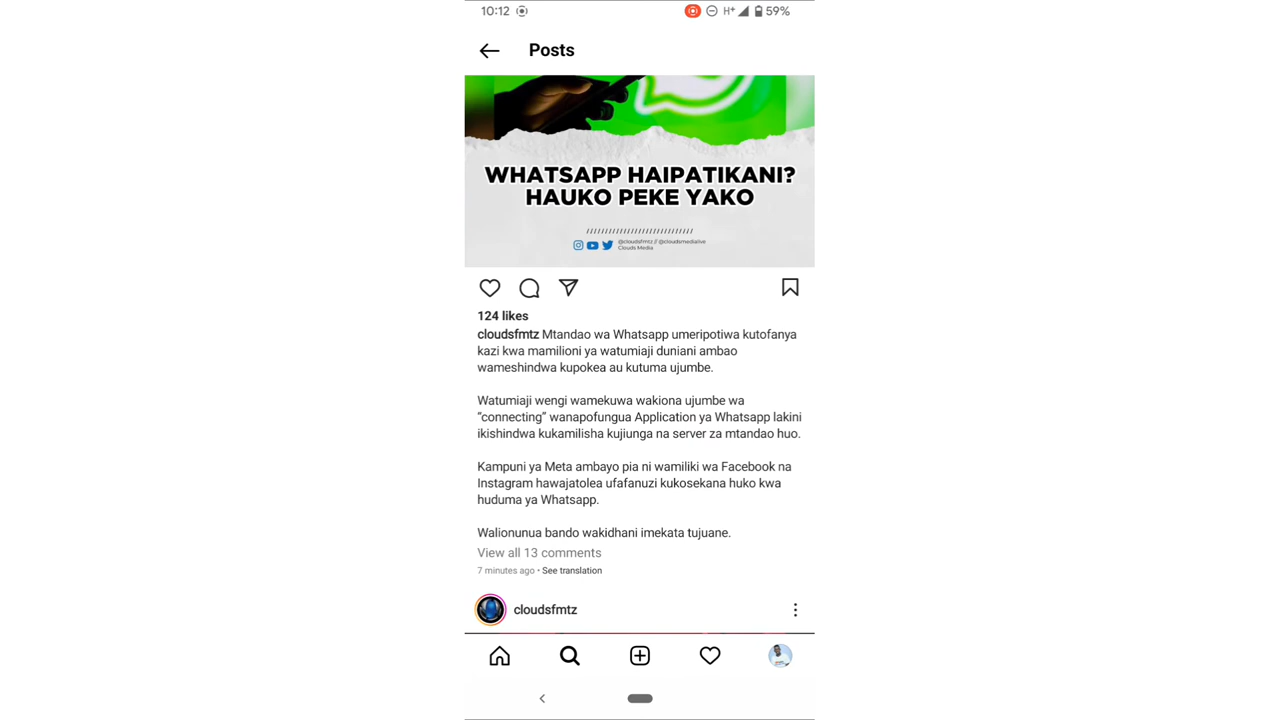 10:12 H+ 59%
Posts
WHATSAPP HAIPATIKANI?
HAUKO PEKE YAKO
////////////////////////////
@cloudsfmtz // @cloudsmedialive
Clouds Media
124 likes
cloudsfmtz Mtandao wa Whatsapp umeripotiwa kutofanya
kazi kwa mamilioni ya watumiaji duniani ambao
wameshindwa kupokea au kutuma ujumbe.
Watumiaji wengi wamekuwa wakiona ujumbe wa
“connecting” wanapofungua Application ya Whatsapp lakini
ikishindwa kukamilisha kujiunga na server za mtandao huo.
Kampuni ya Meta ambayo pia ni wamiliki wa Facebook na
Instagram hawajatolea ufafanuzi kukosekana huko kwa
huduma ya Whatsapp.
Walionunua bando wakidhani imekata tujuane.
View all 13 comments
7 minutes ago • See translation
cloudsfmtz